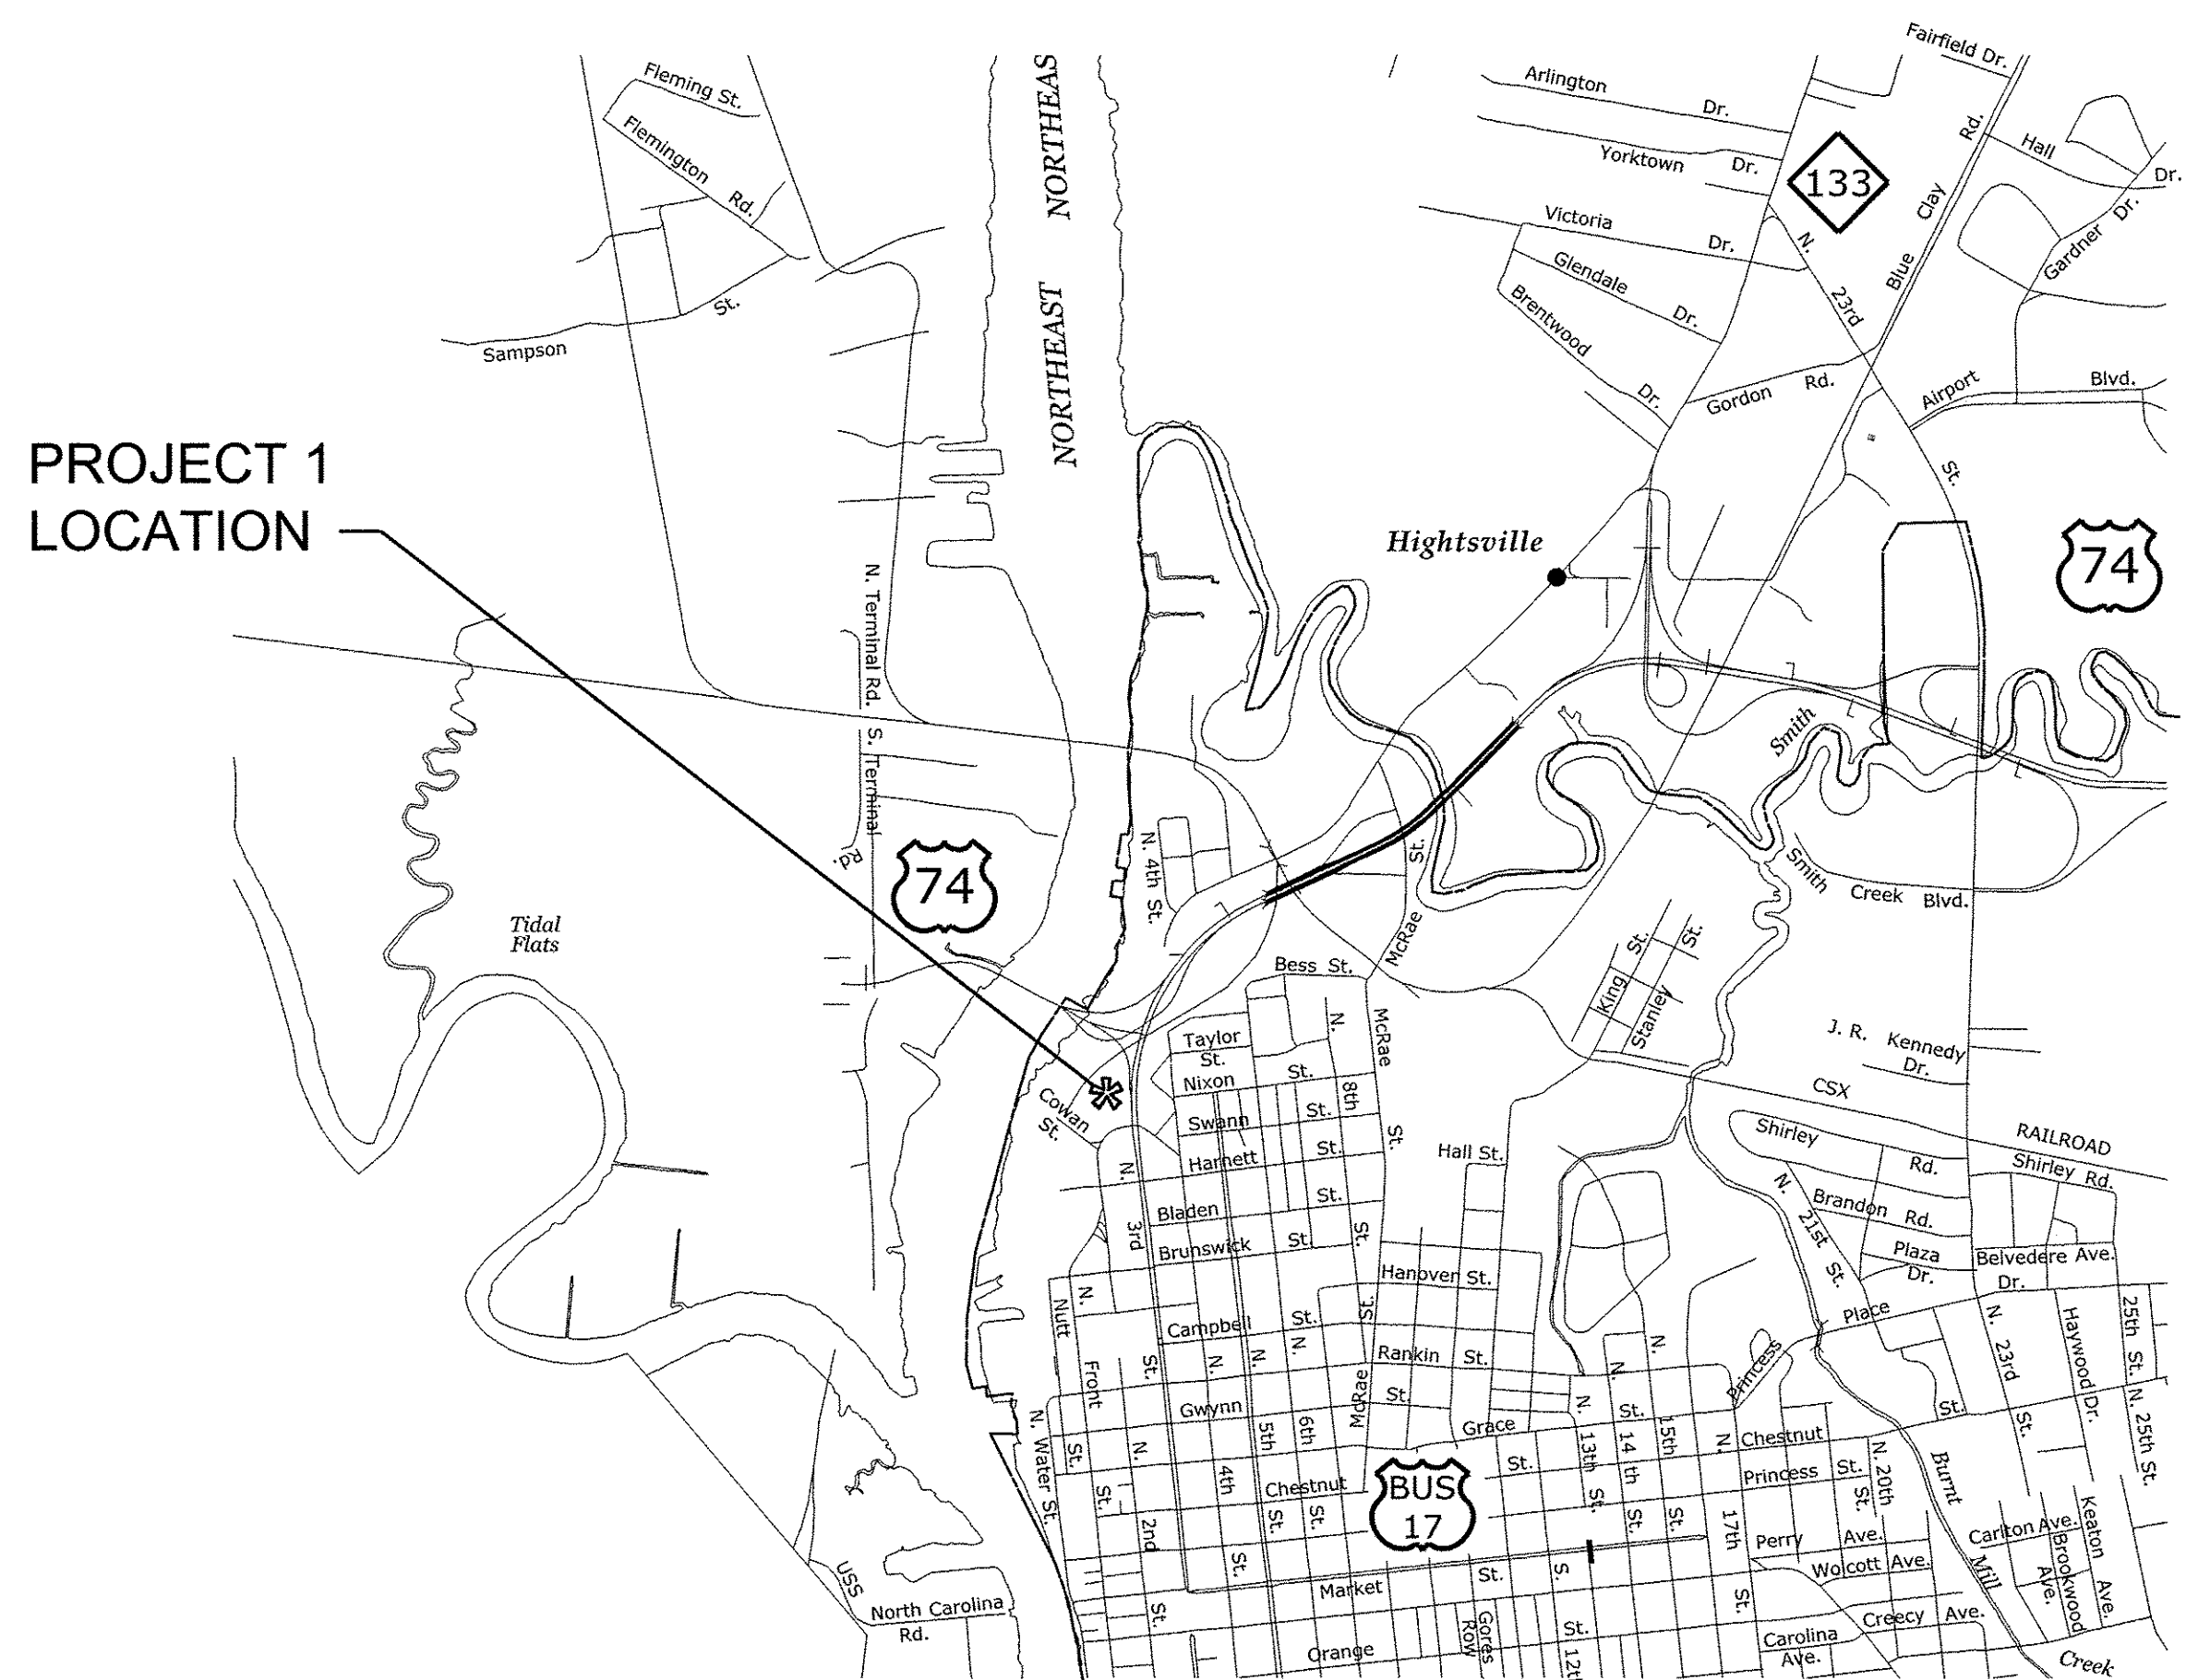 Fairfield Dr.
Fleming St.
NORTHEAS
Arlington Dr.
Flemington Rd.
Rd.
Hall Dr.
Yorktown Dr.
133
Clay
Victoria Dr.
N.
Gardner Dr.
Blue
Glendale Dr.
23rd
Brentwood Dr.
NORTHEAST
Sampson St.
Gordon Rd.
Airport Blvd.
PROJECT 1
LOCATION
St.
Hightsville
74
N. Terminal Rd.
S. Terminal
Rd.
Smith
74
N. 4th St.
St.
McRae
Smith
Creek Blvd.
Tidal
Flats
Bess St.
King St.
Stanley St.
Taylor
St.
N.
McRae
J. R. Kennedy
Dr.
Nixon St.
8th
CSX
RAILROAD
Cowan
St.
Swann St.
St.
Harnett St.
Hall St.
Shirley Rd.
Shirley Rd.
N.
3rd
Bladen St.
St.
N.
21st
St.
Brandon Rd.
Brunswick St.
Plaza
Dr.
Belvedere Ave.
Dr.
Hanover St.
N.
Nutt
St.
Place
Campbell St.
N. 23rd
Haywood Dr.
25th St.
St.
N.
N.
N.
Rankin St.
N.
N.
Princess
Front
McRae
St.
Gwynn
N.
St.
St.
N. Water St.
St.
N.
5th
6th
Grace
13th
14 th
15th
N.
Chestnut
St.
N. 25th St.
4th
Chestnut
St.
Princess St.
N. 20th
St.
Burnt
BUS
17
St.
2nd
St.
St.
St.
St.
St.
17th
Perry Ave.
Carlton Ave.
Keaton Ave.
Brookwood
Ave.
St.
Market St.
S.
Wolcott Ave.
Mill
USS
North Carolina
Rd.
St.
Gores
Row
St.
12t
St.
Creecy Ave.
Carolina
Ave.
Orange
Creek